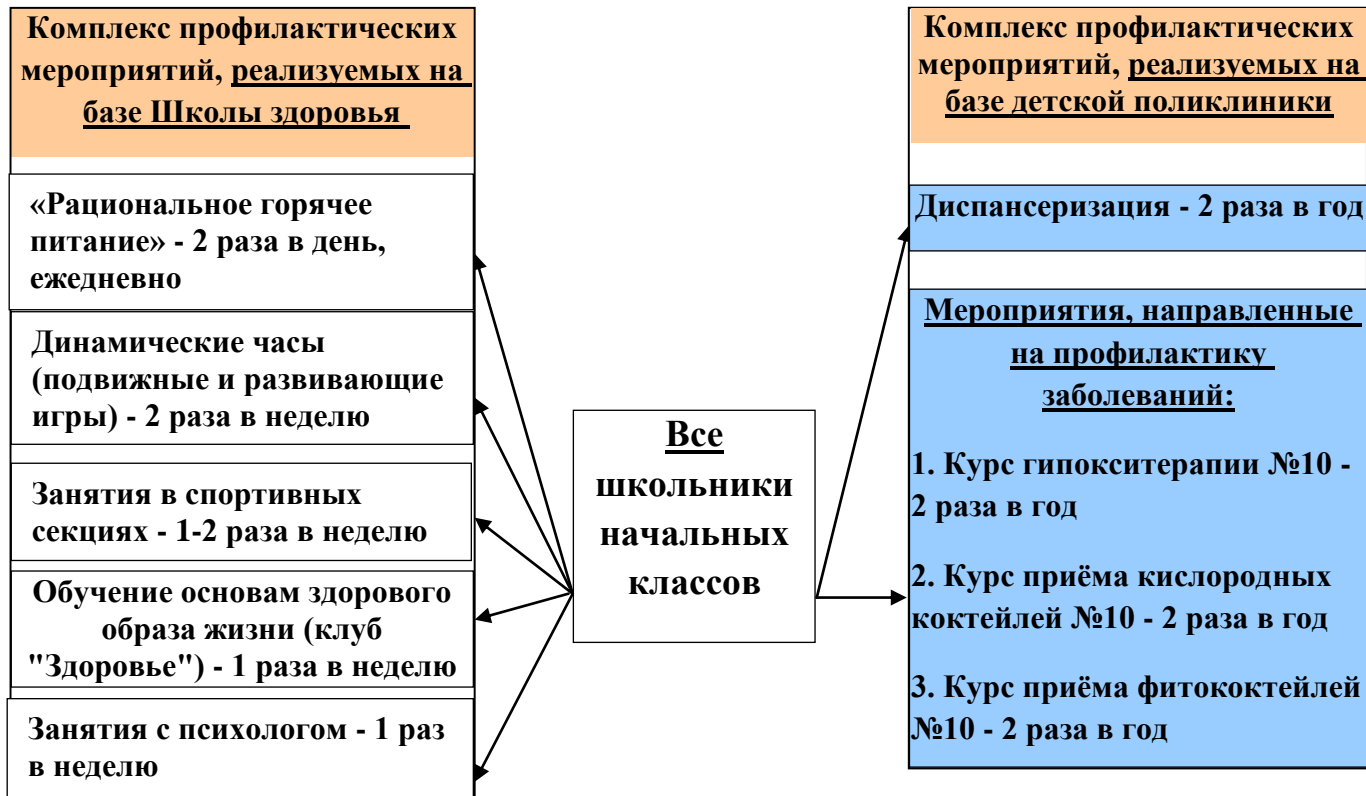 Комплекс профилактических
мероприятий, реализуемых на
базе Школы здоровья
«Рациональное горячее
питание» - 2 раза в день,
ежедневно
Динамические часы
(подвижные и развивающие
игры) - 2 раза в неделю
Занятия в спортивных
секциях - 1-2 раза в неделю
Обучение основам здорового
образа жизни (клуб
"Здоровье") - 1 раза в неделю
Занятия с психологом - 1 раз
в неделю
Все
школьники
начальных
классов
Комплекс профилактических
мероприятий, реализуемых на
базе детской поликлиники
Диспансеризация - 2 раза в год
Мероприятия, направленные
на профилактику
заболеваний:
1. Курс гипокситерапии №10 -
2 раза в год
2. Курс приёма кислородных
коктейлей №10 - 2 раза в год
3. Курс приёма фитококтейлей
№10 - 2 раза в год